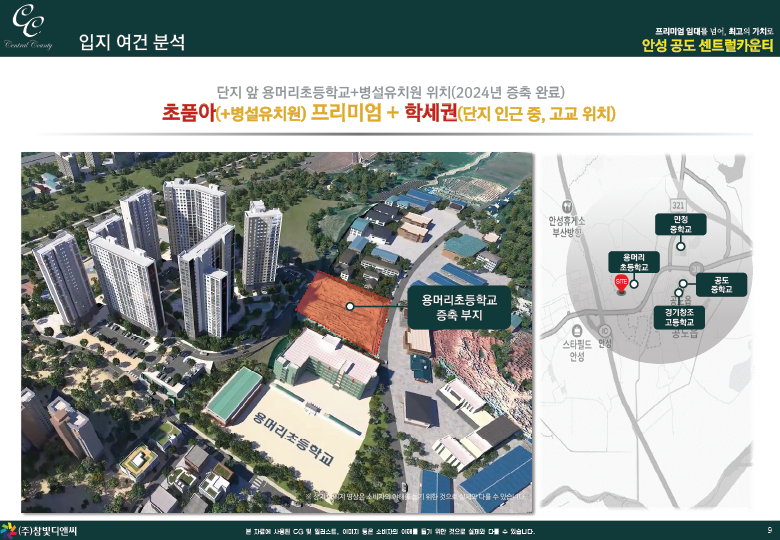 CC
Central County
입지 여건 분석
프리미엄 임대를 넘어, 최고의 가치로
안성 공도 센트럴카운티
단지 앞 용머리초등학교+병설유치원 위치(2024년 증축 완료)
초품아(+병설유치원) 프리미엄 + 학세권(단지 인근 중, 고교 위치)
용머리초등학교
증축 부지
용머리초등학교
321
안성휴게소
부산방향
만정
중학교
용머리
초등학교
SITE
공도
중학교
경기창조
고등학교
공도읍
스타필드
안성
IC
안성
(주)참빛디앤씨
본 자료에 사용된 CG 및 일러스트, 이미지 등은 소비자의 이해를 돕기 위한 것으로 실제와 다를 수 있습니다.
9